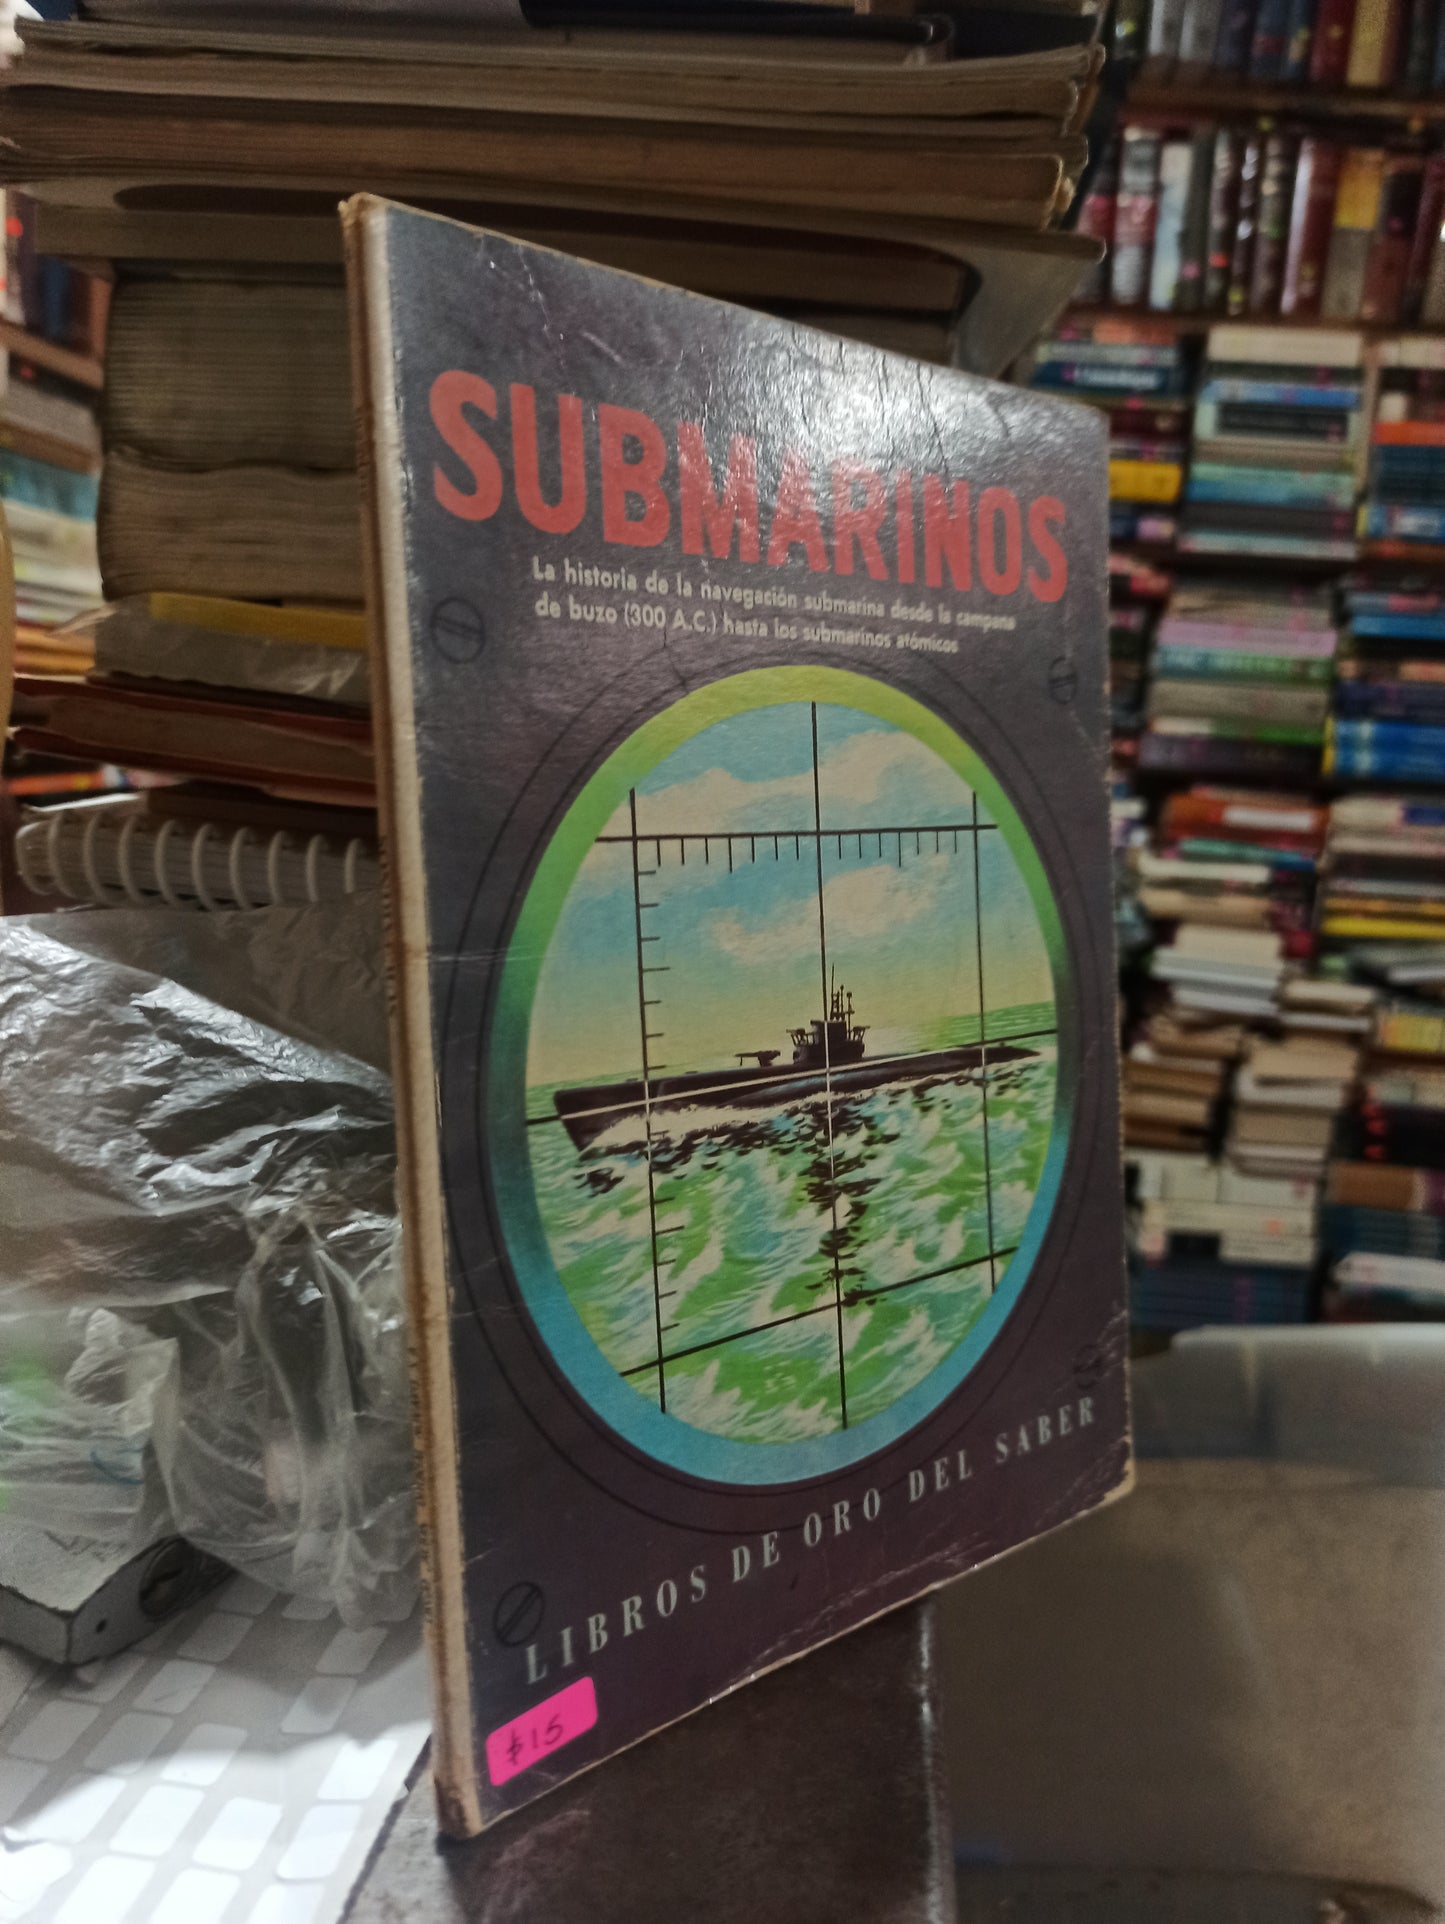 SUBMARINOS
La historia de la navegación submarina desde la campana
de buzo (300 A.C.) hasta los submarinos atómicos
LIBROS DE ORO DEL SABER
$15